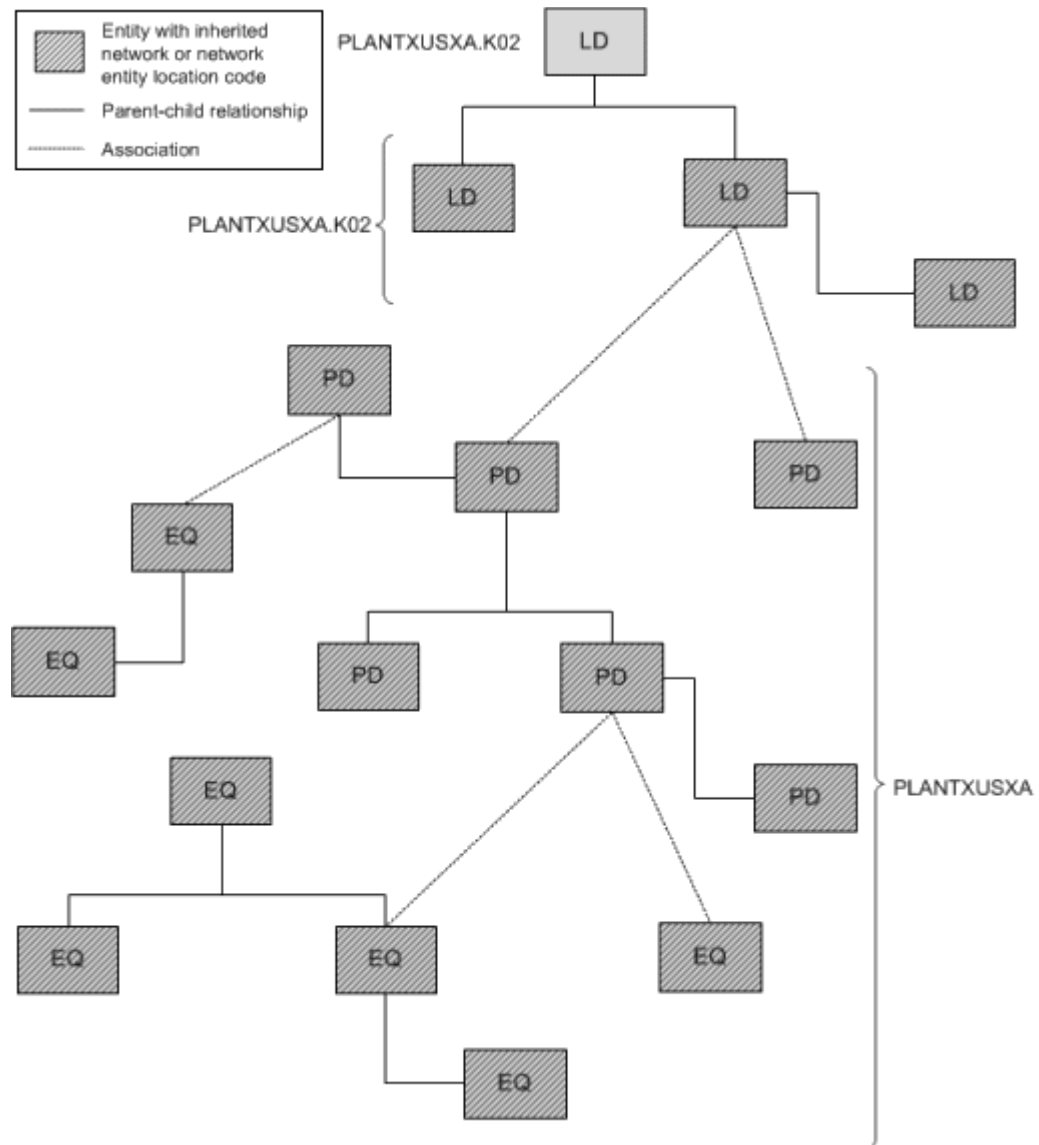 Entity with inherited
network or network
entity location code
Parent-child relationship
Association
PLANTXUSXA.K02
LD
PLANTXUSXA.K02
LD
LD
LD
PD
PD
PD
EQ
EQ
PD
PD
EQ
PD
PLANTXUSXA
EQ
EQ
EQ
EQ